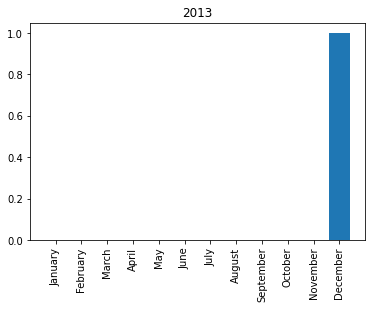 2013
1.0
0.8
0.6
0.4
0.2
0.0
January
February
March
April
May
June
July
August
September
October
November
December